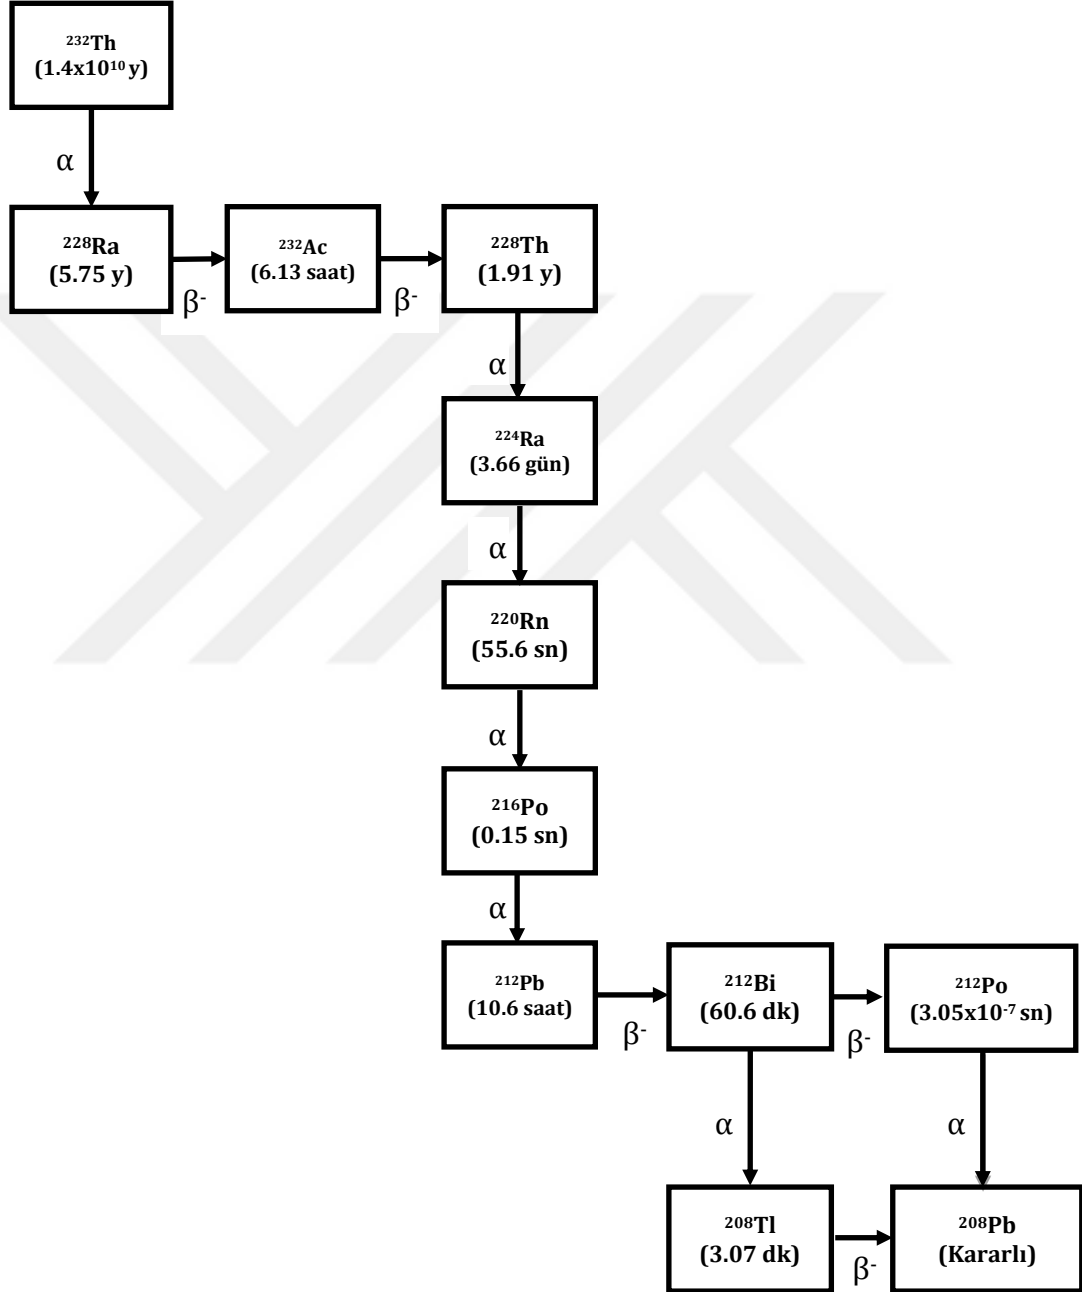 ²³²Th
(1.4x10¹⁰ y)
α
²²⁸Ra
(5.75 y)
β⁻
²³²Ac
(6.13 saat)
β⁻
²²⁸Th
(1.91 y)
α
²²⁴Ra
(3.66 gün)
α
²²⁰Rn
(55.6 sn)
α
²¹⁶Po
(0.15 sn)
α
²¹²Pb
(10.6 saat)
β⁻
²¹²Bi
(60.6 dk)
β⁻
²¹²Po
(3.05x10⁻⁷ sn)
α
α
²⁰⁸Tl
(3.07 dk)
β⁻
²⁰⁸Pb
(Kararlı)